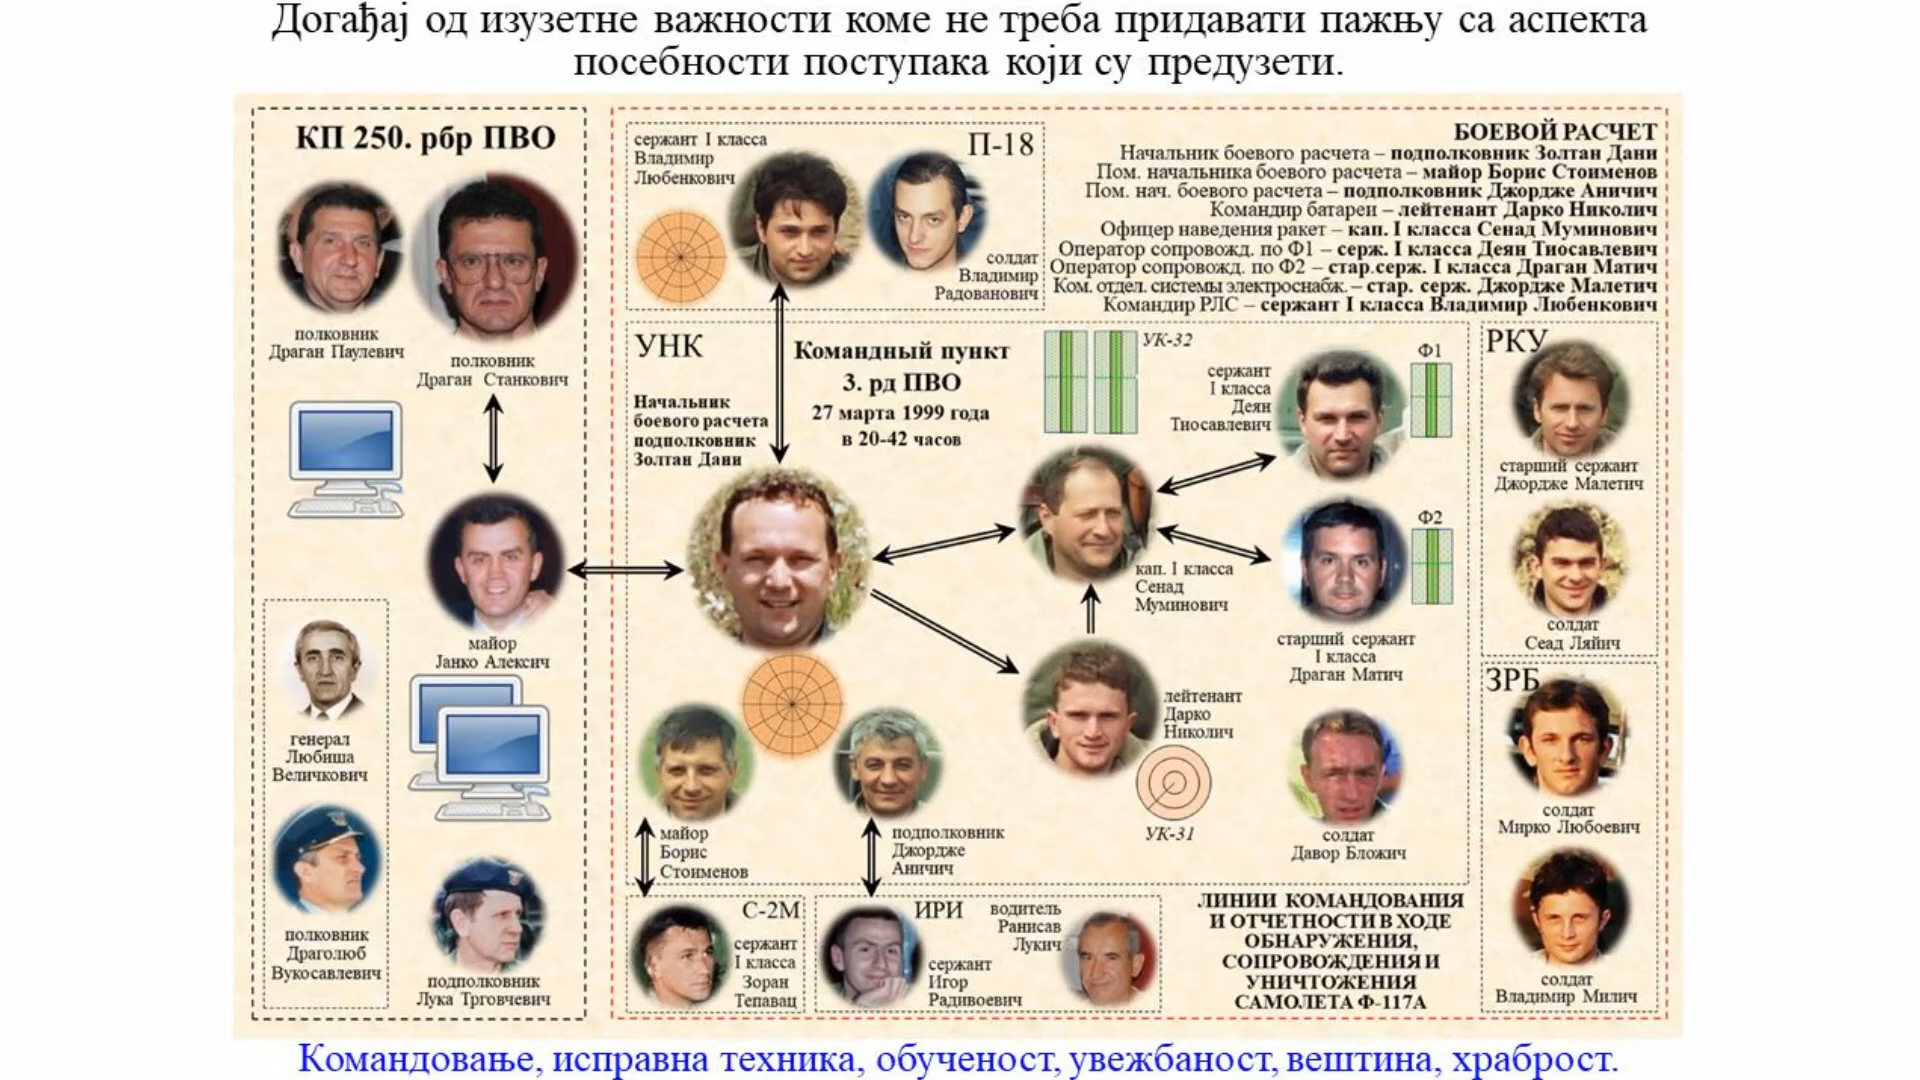 Догађај од изузетне важности коме не треба придавати пажњу са аспекта
посебности поступака који су предузети.
КП 250. рбр ПВО
полковник
Драган Паулевич
полковник
Драган Станкович
майор
Јанко Алексич
генерал
Любиша
Величкович
полковник
Драголюб
Вукосавлевич
подполковник
Лука Трговчевич
сержант I класса
Владимир
Любенкович
П-18
солдат
Владимир
Радованович
БОЕВОЙ РАСЧЕТ
Начальник боевого расчета – подполковник Золтан Дани
Пом. начальника боевого расчета – майор Борис Стоименов
Пом. нач. боевого расчета – подполковник Джордже Аничич
Командир батареи – лейтенант Дарко Николич
Офицер наведения ракет – кап. I класса Сенад Муминович
Оператор сопровожд. по Ф1 – серж. I класса Деян Тиосавлевич
Оператор сопровожд. по Ф2 – стар.серж. I класса Драган Матич
Ком. отдел. системы электроснабж. – стар. серж. Джордже Малетич
Командир РЛС – сержант I класса Владимир Любенкович
УНК
Начальник
боевого расчета
подполковник
Золтан Дани
Командный пункт
3. рд ПВО
27 марта 1999 года
в 20-42 часов
УК-32
сержант
I класса
Деян
Тиосавлевич
Ф1
кап. I класса
Сенад
Муминович
Ф2
старший сержант
I класса
Драган Матич
лейтенант
Дарко
Николич
УК-31
солдат
Давор Бложич
майор
Борис
Стоименов
подполковник
Джордже
Аничич
РКУ
старший сержант
Джордже Малетич
солдат
Сеад Ляйич
ЗРБ
солдат
Мирко Любоевич
солдат
Владимир Милич
С-2М
сержант
I класса
Зоран
Тепавац
ИРИ
сержант
Игор
Радивоевич
водитель
Ранисав
Лукич
ЛИНИИ КОМАНДОВАНИЯ
И ОТЧЕТНОСТИ В ХОДЕ
ОБНАРУЖЕНИЯ,
СОПРОВОЖДЕНИЯ И
УНИЧТОЖЕНИЯ
САМОЛЕТА Ф-117А
Командовање, исправна техника, обученост, увежбаност, вештина, храброст.